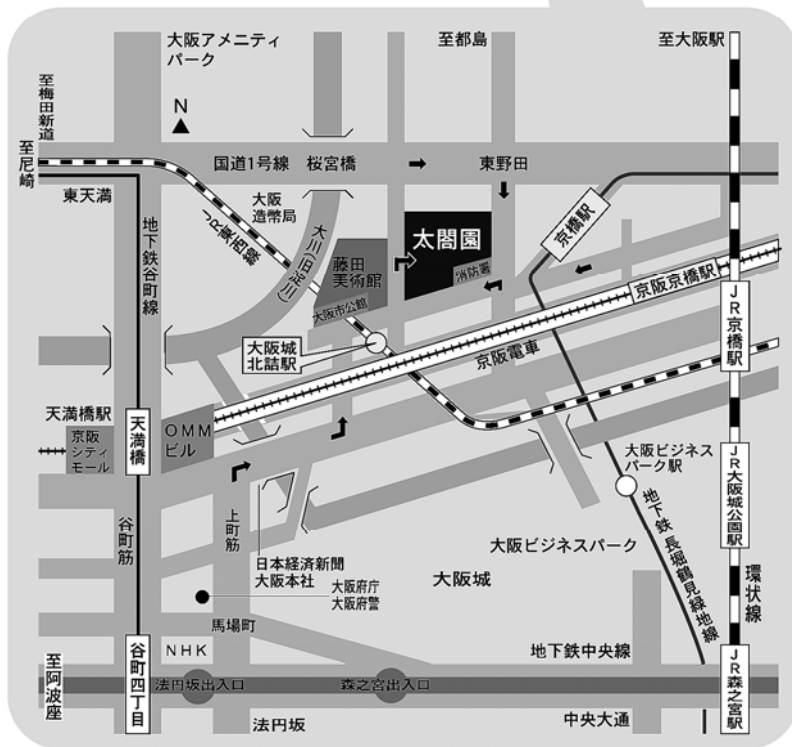 大阪アメニティ
パーク
至都島
至大阪駅
至梅田新道
N
至尼崎
国道1号線
桜宮橋
東野田
東天満
大阪
造幣局
JR東西線
大川(旧淀川)
地下鉄谷町線
藤田
美術館
太閤園
消防署
京橋駅
大阪市公館
京阪京橋駅
JR京橋駅
大阪城
北詰駅
京阪電車
天満橋駅
京阪
シティ
モール
天満橋
OMM
ビル
大阪ビジネス
パーク駅
JR大阪城公園駅
谷町筋
上町筋
日本経済新聞
大阪本社
大阪ビジネスパーク
地下鉄 長堀鶴見緑地線
大阪城
環状線
大阪府庁
大阪府警
馬場町
NHK
地下鉄中央線
至阿波座
谷町四丁目
法円坂出入口
森之宮出入口
JR森之宮駅
法円坂
中央大通